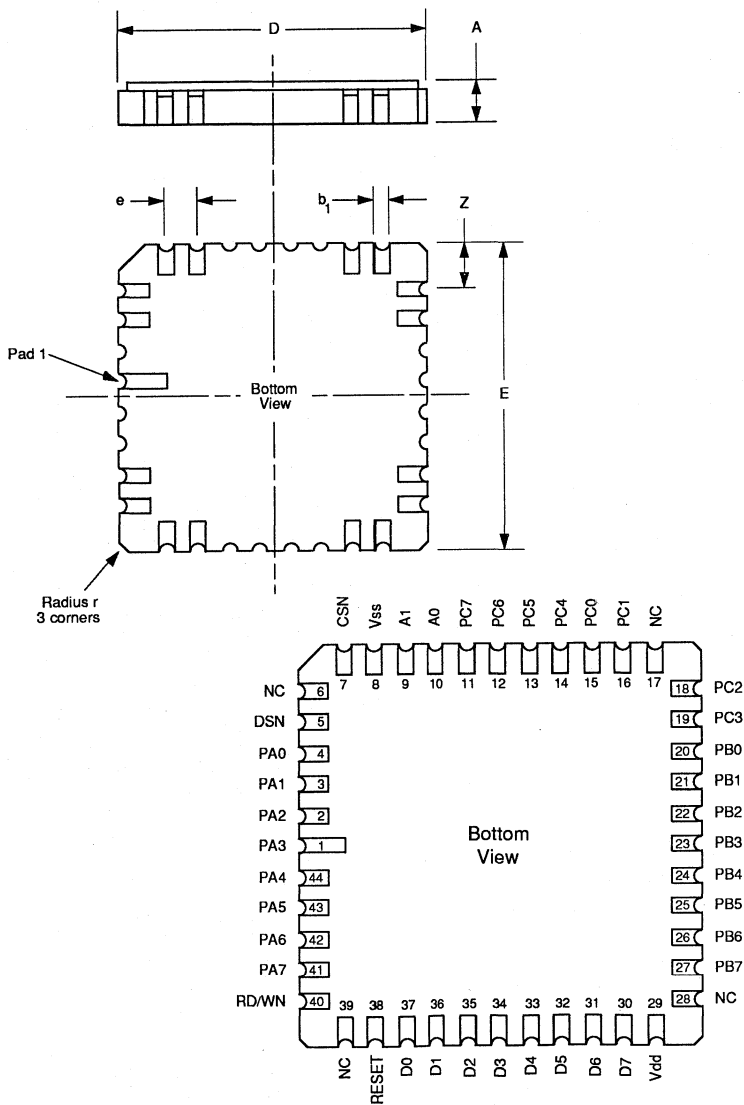 D
A
e
b1
Z
Pad 1
Bottom
View
E
Radius r
3 corners
CSN
Vss
A1
A0
PC7
PC6
PC5
PC4
PC0
PC1
NC
7
8
9
10
11
12
13
14
15
16
17
NC 6
DSN 5
PA0 4
PA1 3
PA2 2
PA3 1
PA4 44
PA5 43
PA6 42
PA7 41
RD/WN 40
Bottom
View
18 PC2
19 PC3
20 PB0
21 PB1
22 PB2
23 PB3
24 PB4
25 PB5
26 PB6
27 PB7
28 NC
39
38
37
36
35
34
33
32
31
30
29
NC
RESET
D0
D1
D2
D3
D4
D5
D6
D7
Vdd